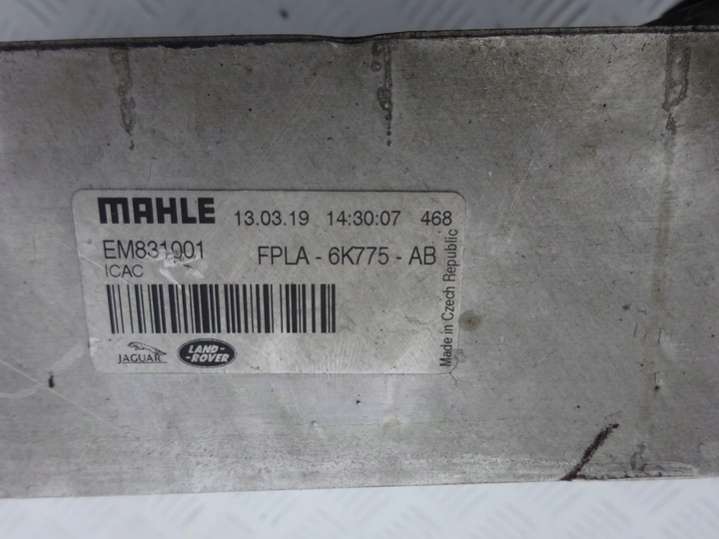 MAHLE 13.03.19 14:30:07 468
EM831001 FPLA - 6K775 - AB
ICAC
Made in Czech Republic
JAGUAR
LAND-
-ROVER